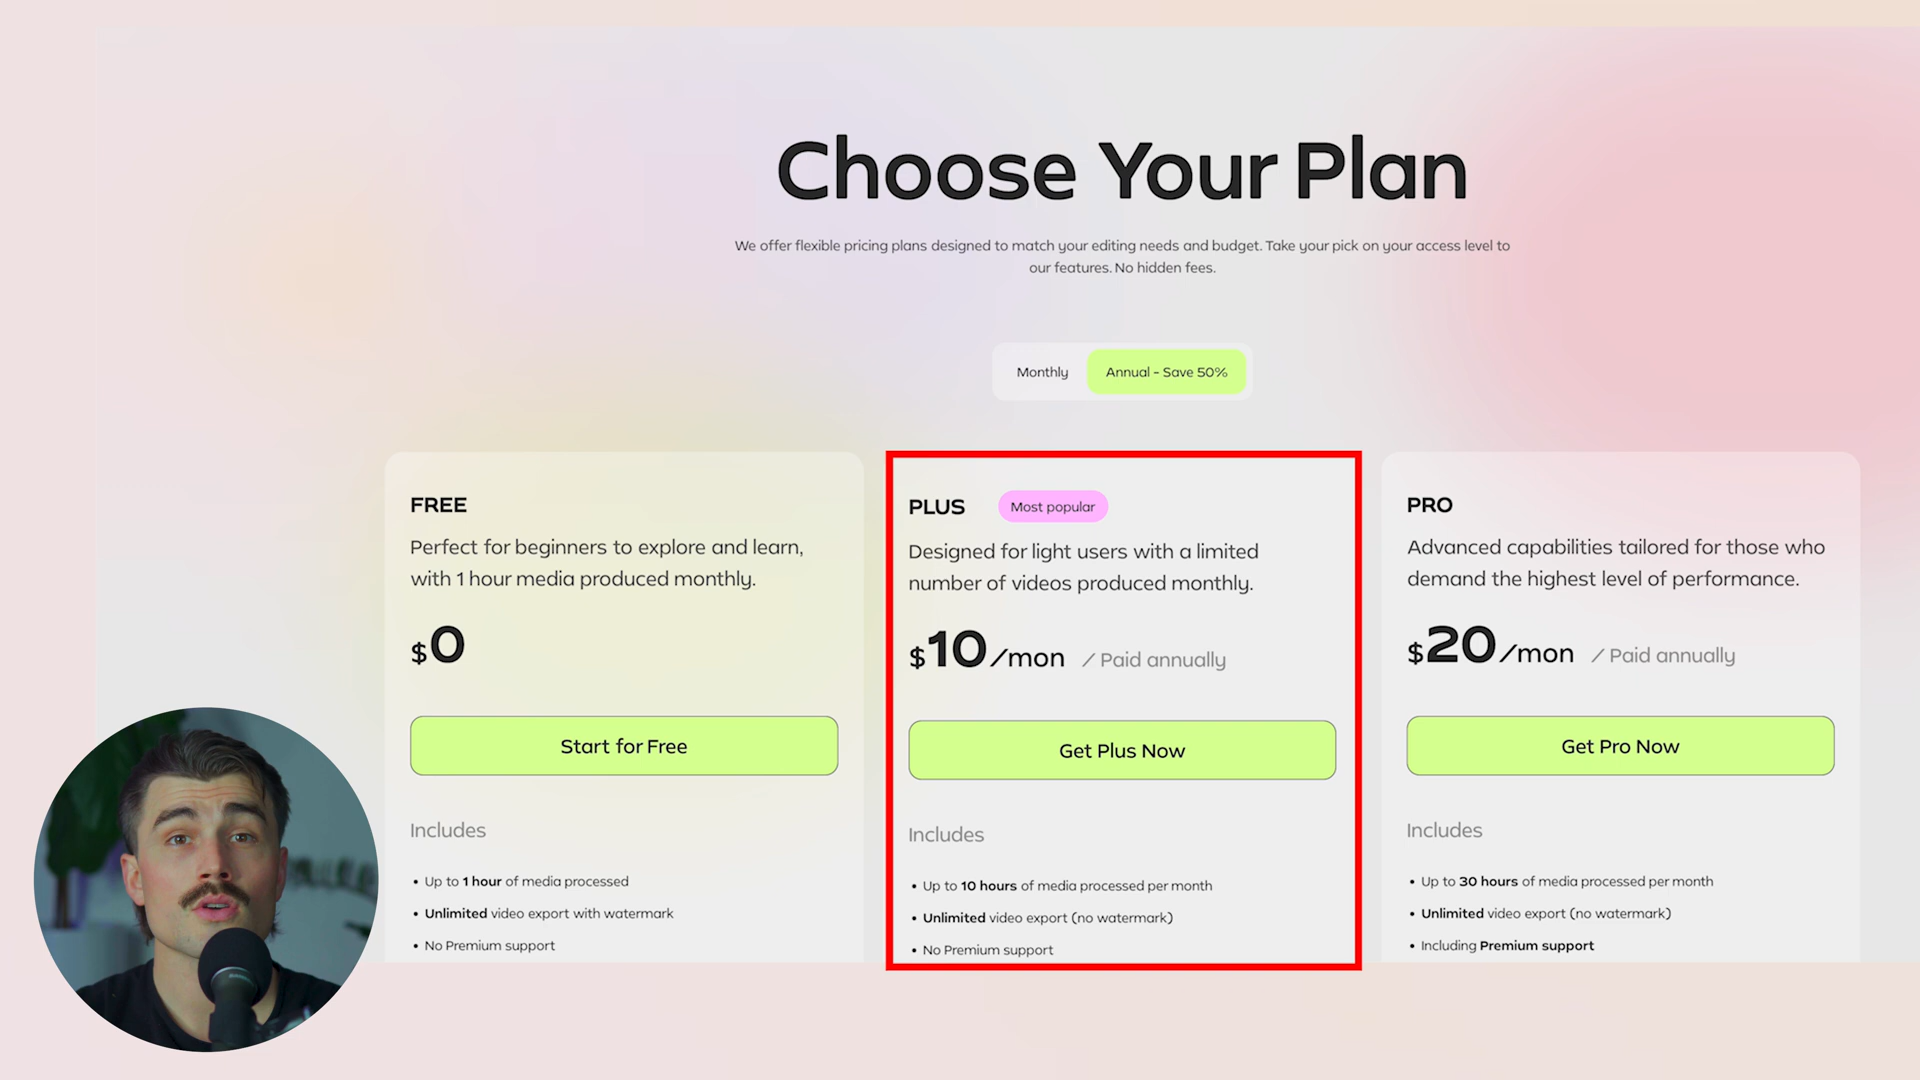 Choose Your Plan
We offer flexible pricing plans designed to match your editing needs and budget. Take your pick on your access level to
our features. No hidden fees.
Monthly
Annual - Save 50%
FREE
Perfect for beginners to explore and learn,
with 1 hour media produced monthly.
$0
Start for Free
Includes
• Up to 1 hour of media processed
• Unlimited video export with watermark
• No Premium support
PLUS
Most popular
Designed for light users with a limited
number of videos produced monthly.
$10/mon / Paid annually
Get Plus Now
Includes
• Up to 10 hours of media processed per month
• Unlimited video export (no watermark)
• No Premium support
PRO
Advanced capabilities tailored for those who
demand the highest level of performance.
$20/mon / Paid annually
Get Pro Now
Includes
• Up to 30 hours of media processed per month
• Unlimited video export (no watermark)
• Including Premium support